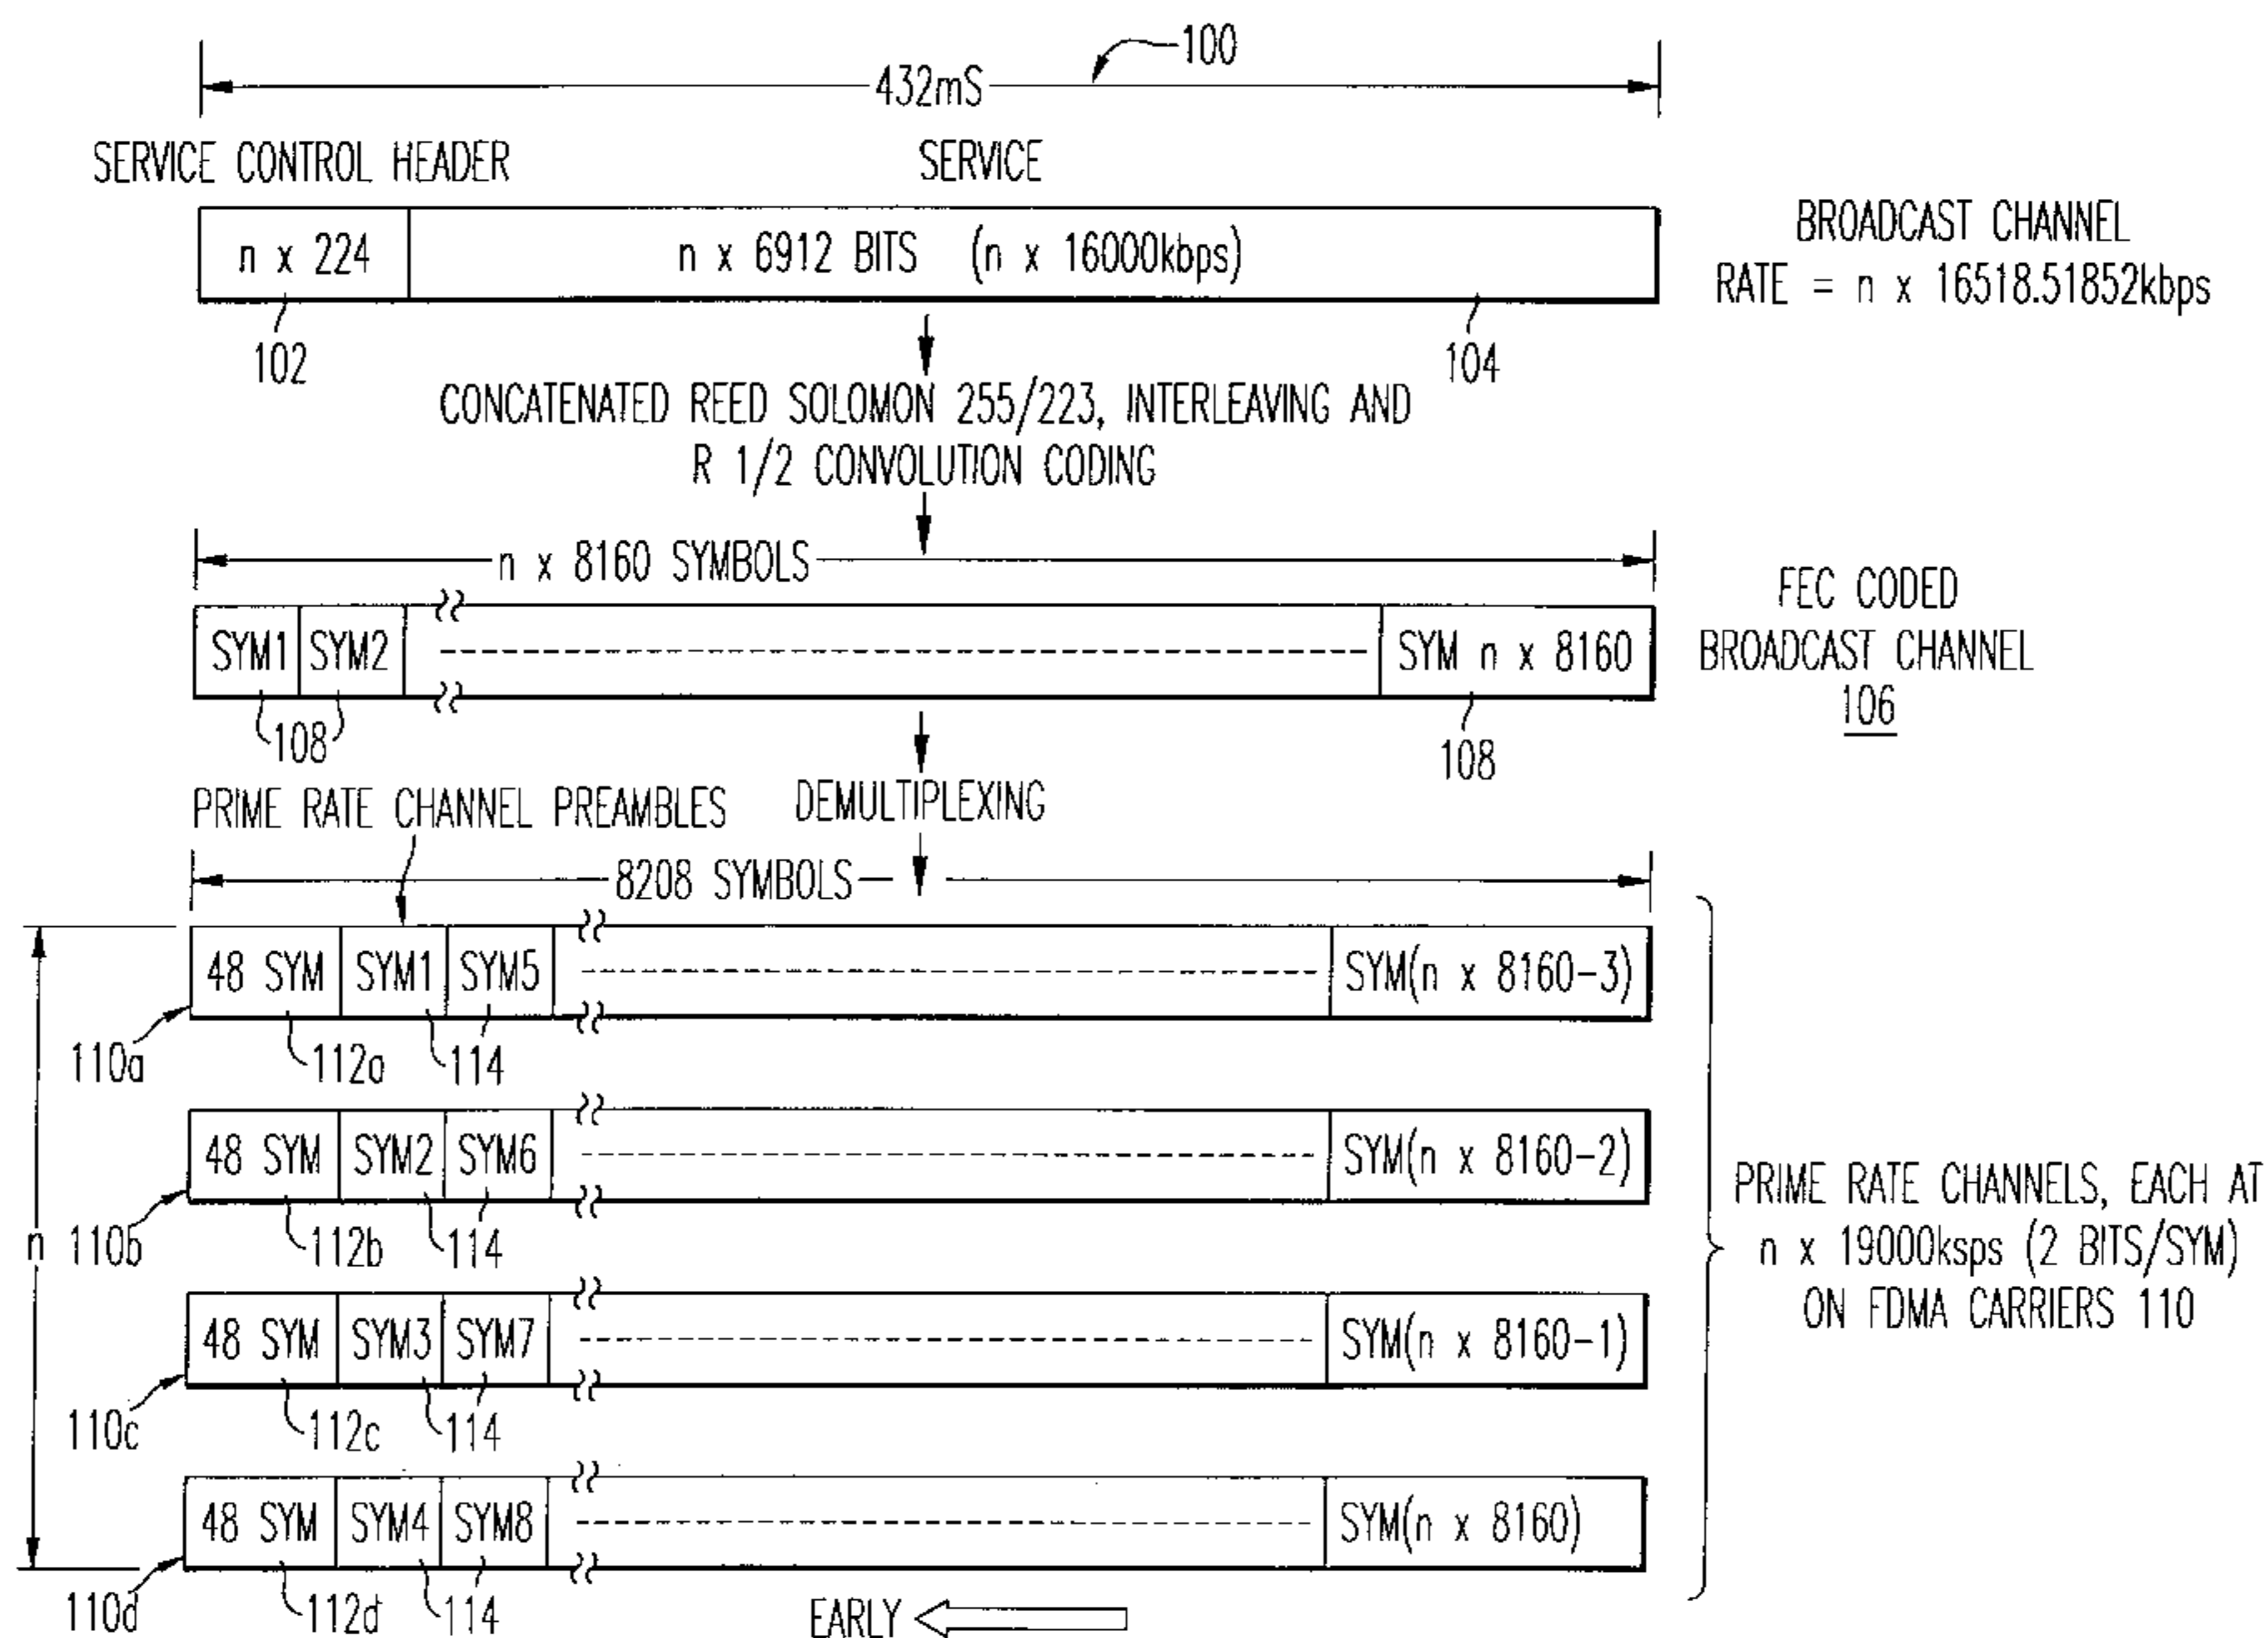 100
432mS
SERVICE CONTROL HEADER
SERVICE
n x 224
n x 6912 BITS (n x 16000kbps)
BROADCAST CHANNEL
RATE = n x 16518.51852kbps
102
104
CONCATENATED REED SOLOMON 255/223, INTERLEAVING AND
R 1/2 CONVOLUTION CODING
n x 8160 SYMBOLS
SYM1
SYM2
SYM n x 8160
FEC CODED
BROADCAST CHANNEL
106
108
108
PRIME RATE CHANNEL PREAMBLES
DEMULTIPLEXING
8208 SYMBOLS
48 SYM
SYM1
SYM5
SYM(n x 8160-3)
110a
112a
114
48 SYM
SYM2
SYM6
SYM(n x 8160-2)
n
110b
112b
114
PRIME RATE CHANNELS, EACH AT
n x 19000ksps (2 BITS/SYM)
ON FDMA CARRIERS 110
48 SYM
SYM3
SYM7
SYM(n x 8160-1)
110c
112c
114
48 SYM
SYM4
SYM8
SYM(n x 8160)
110d
112d
114
EARLY